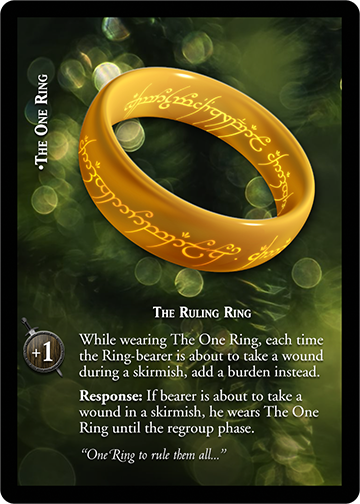 •The One Ring
The Ruling Ring
+1
While wearing The One Ring, each time
the Ring-bearer is about to take a wound
during a skirmish, add a burden instead.
Response: If bearer is about to take a
wound in a skirmish, he wears The One
Ring until the regroup phase.
“One Ring to rule them all...”